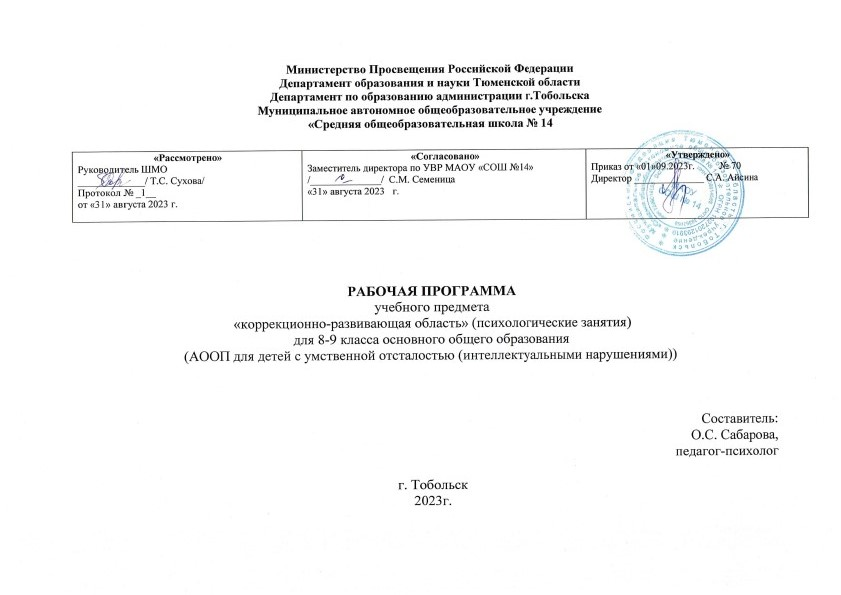 Министерство Просвещения Российской Федерации
Департамент образования и науки Тюменской области
Департамент по образованию администрации г.Тобольска
Муниципальное автономное общеобразовательное учреждение
«Средняя общеобразовательная школа № 14
«Рассмотрено»
Руководитель ШМО
/ Т.С. Сухова/
Протокол № _1__
от «31» августа 2023 г.
«Согласовано»
Заместитель директора по УВР МАОУ «СОШ №14»
/ / С.М. Семеница
«31» августа 2023 г.
«Утверждено»
Приказ от «01»09.2023г. № 70
Директор С.А. Айсина
РАБОЧАЯ ПРОГРАММА
учебного предмета
«коррекционно-развивающая область» (психологические занятия)
для 8-9 класса основного общего образования
(АООП для детей с умственной отсталостью (интеллектуальными нарушениями))
Составитель:
О.С. Сабарова,
педагог-психолог
г. Тобольск
2023г.